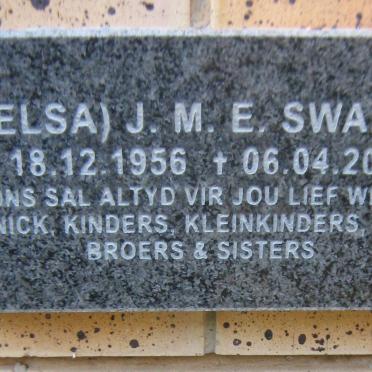 ELSA) J. M. E. SWA
18.12.1956 † 06.04.20
ONS SAL ALTYD VIR JOU LIEF WE
NICK, KINDERS, KLEINKINDERS,
BROERS & SISTERS